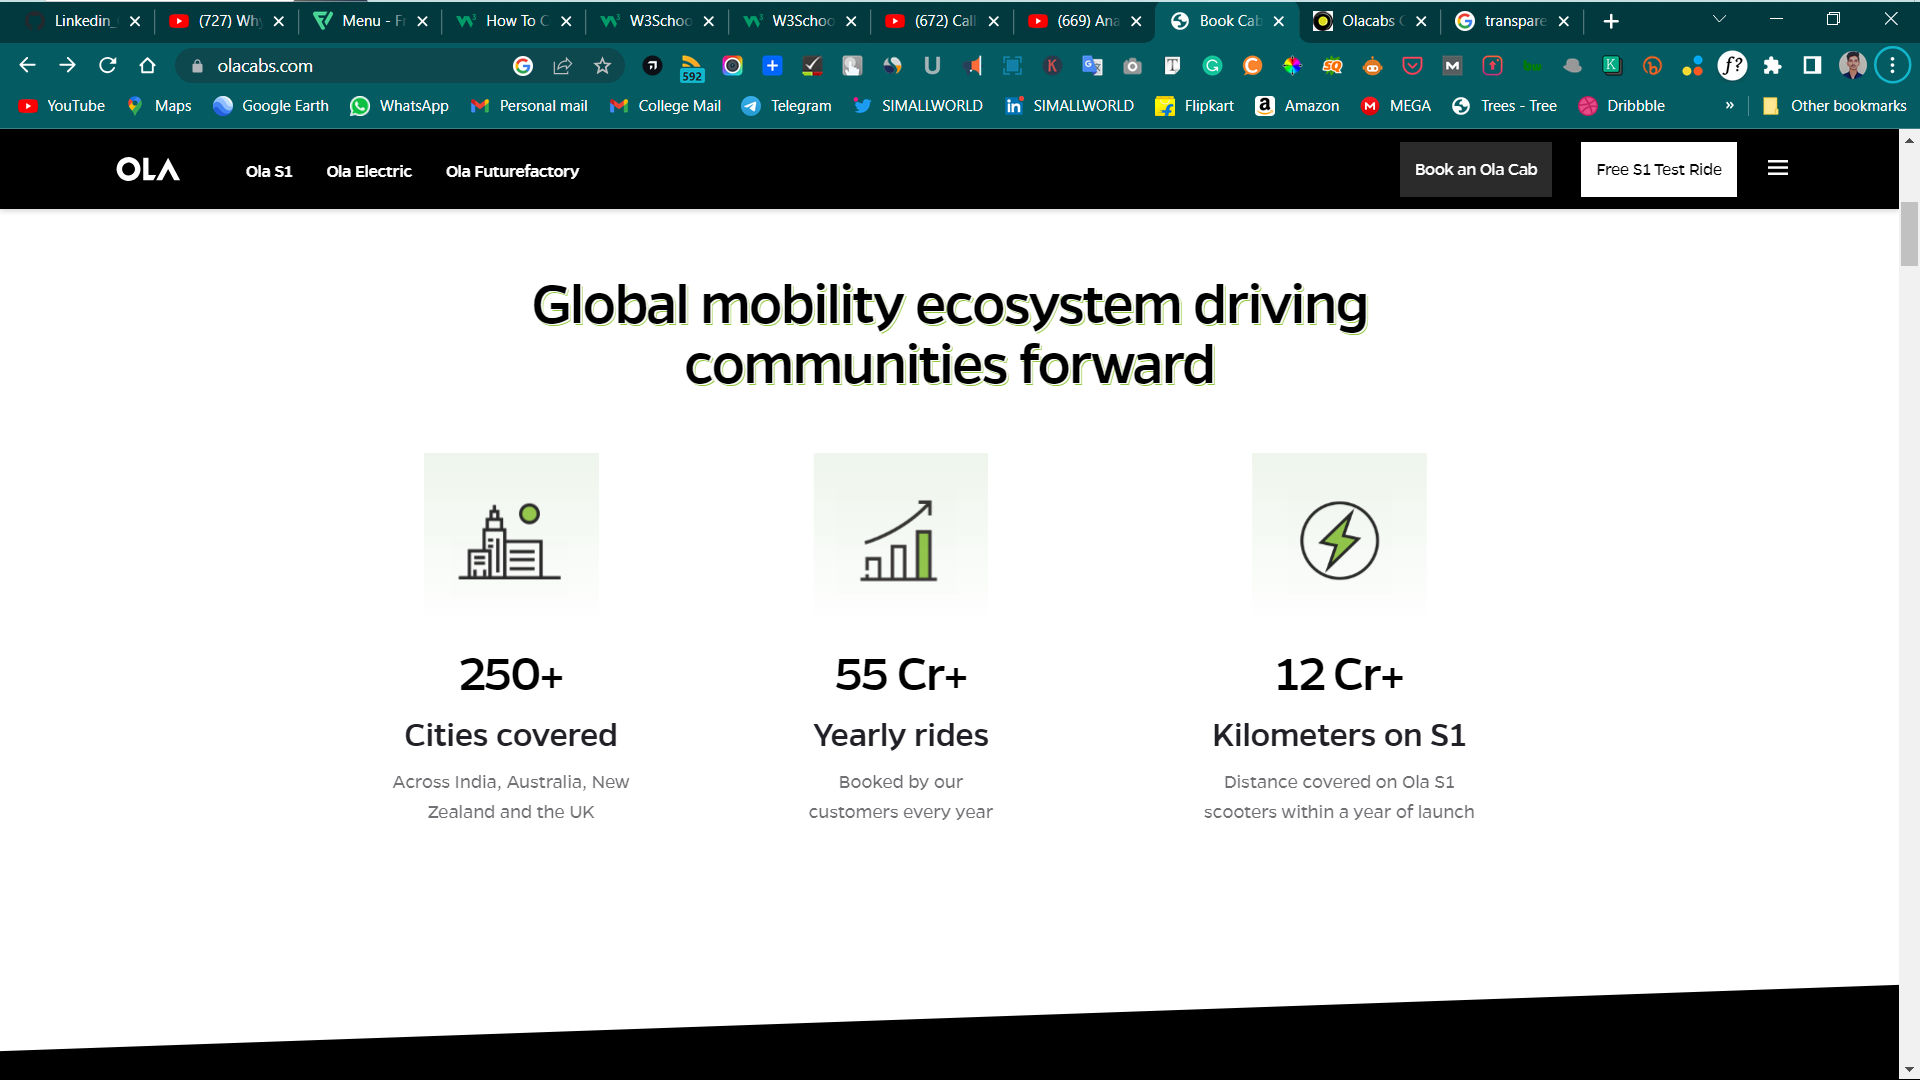 Linkedin_
(727) Why
Menu - Fr
How To C
W3Schoo
W3Schoo
(672) Call
(669) Ana
Book Cab
Olacabs C
transpare
olacabs.com
592
YouTube
Maps
Google Earth
WhatsApp
Personal mail
College Mail
Telegram
SIMALLWORLD
SIMALLWORLD
Flipkart
Amazon
MEGA
Trees - Tree
Dribbble
»
Other bookmarks
OLA
Ola S1
Ola Electric
Ola Futurefactory
Book an Ola Cab
Free S1 Test Ride
Global mobility ecosystem driving
communities forward
250+
Cities covered
Across India, Australia, New
Zealand and the UK
55 Cr+
Yearly rides
Booked by our
customers every year
12 Cr+
Kilometers on S1
Distance covered on Ola S1
scooters within a year of launch